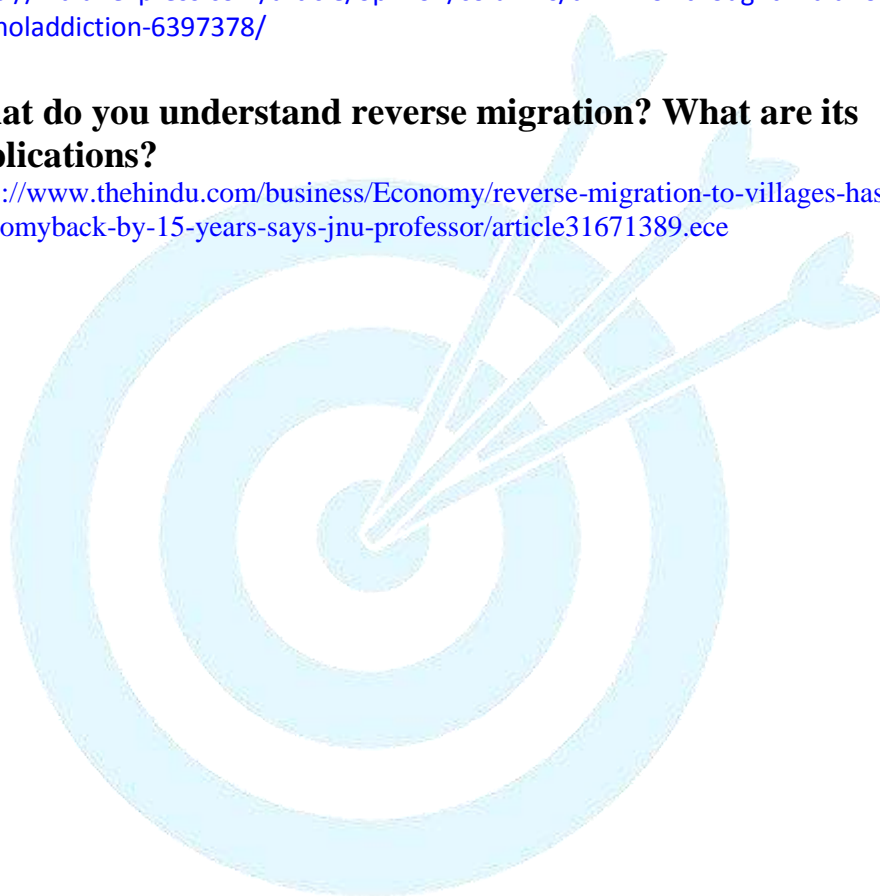 holaddiction-6397378/
at do you understand reverse migration? What are its
plications?
://www.thehindu.com/business/Economy/reverse-migration-to-villages-has
omyback-by-15-years-says-jnu-professor/article31671389.ece